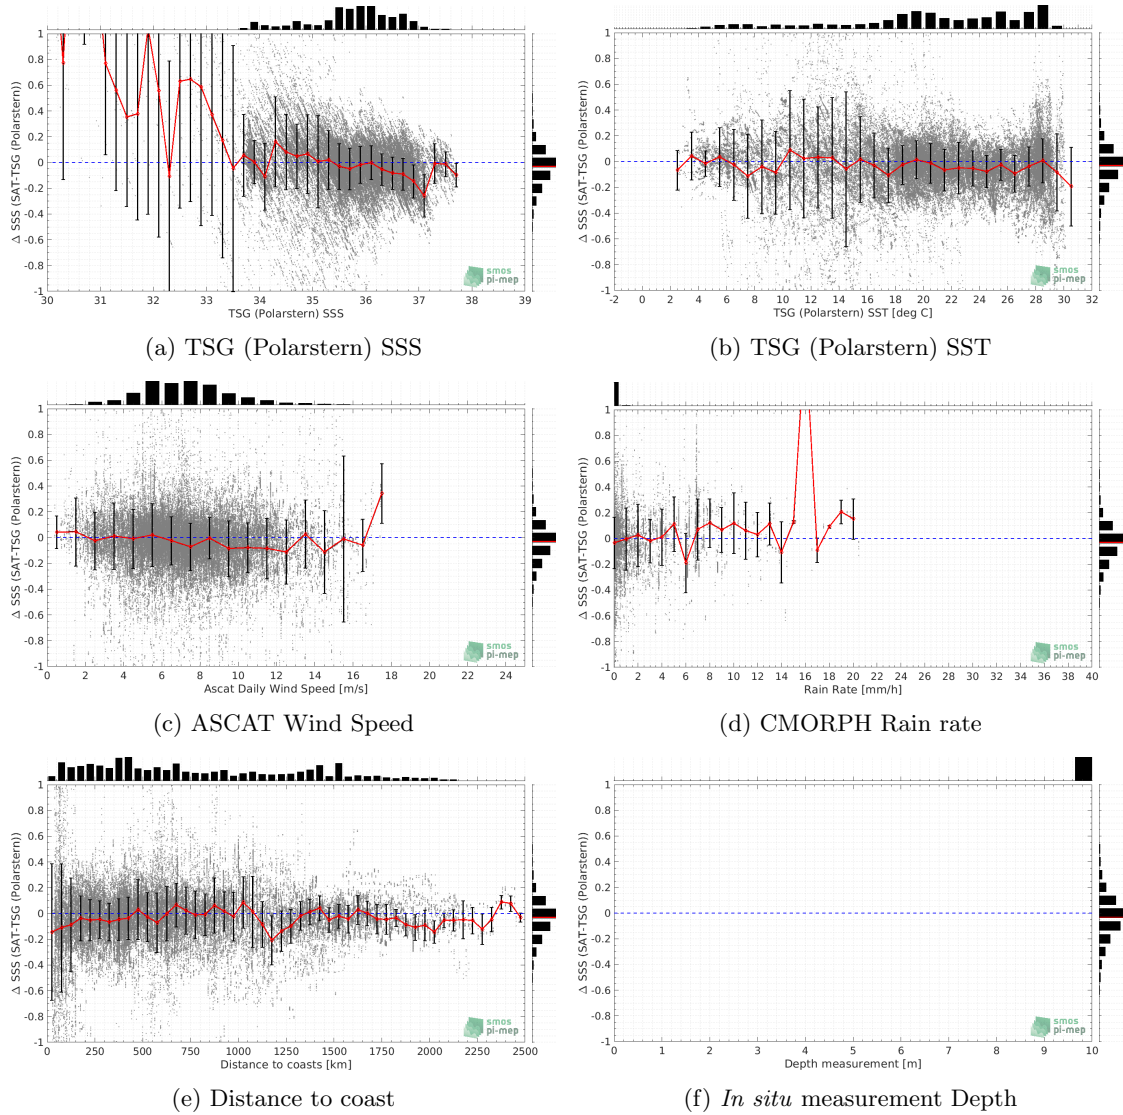 1
0.8
0.6
0.4
0.2
0
-0.2
-0.4
-0.6
-0.8
-1
Δ SSS (SAT-TSG (Polarstern))
smos
pi-mep
30 31 32 33 34 35 36 37 38 39
TSG (Polarstern) SSS
(a) TSG (Polarstern) SSS
1
0.8
0.6
0.4
0.2
0
-0.2
-0.4
-0.6
-0.8
-1
Δ SSS (SAT-TSG (Polarstern))
smos
pi-mep
-2 0 2 4 6 8 10 12 14 16 18 20 22 24 26 28 30 32
TSG (Polarstern) SST [deg C]
(b) TSG (Polarstern) SST
1
0.8
0.6
0.4
0.2
0
-0.2
-0.4
-0.6
-0.8
-1
Δ SSS (SAT-TSG (Polarstern))
smos
pi-mep
0 2 4 6 8 10 12 14 16 18 20 22 24
Ascat Daily Wind Speed [m/s]
(c) ASCAT Wind Speed
1
0.8
0.6
0.4
0.2
0
-0.2
-0.4
-0.6
-0.8
-1
Δ SSS (SAT-TSG (Polarstern))
smos
pi-mep
0 2 4 6 8 10 12 14 16 18 20 22 24 26 28 30 32 34 36 38 40
Rain Rate [mm/h]
(d) CMORPH Rain rate
1
0.8
0.6
0.4
0.2
0
-0.2
-0.4
-0.6
-0.8
-1
Δ SSS (SAT-TSG (Polarstern))
smos
pi-mep
0 250 500 750 1000 1250 1500 1750 2000 2250 2500
Distance to coasts [km]
(e) Distance to coast
1
0.8
0.6
0.4
0.2
0
-0.2
-0.4
-0.6
-0.8
-1
Δ SSS (SAT-TSG (Polarstern))
smos
pi-mep
0 1 2 3 4 5 6 7 8 9 10
Depth measurement [m]
(f) In situ measurement Depth